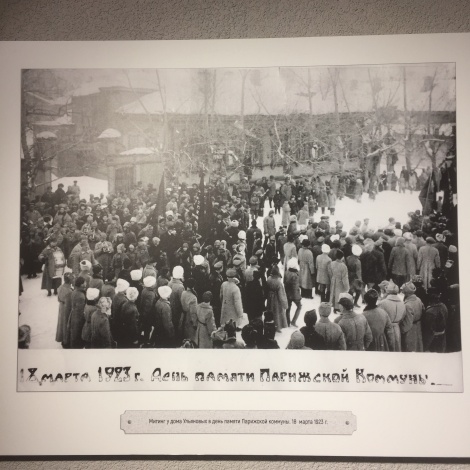 18 марта 1923 г. День памяти Парижской Коммуны.
Митинг у дома Ульяновых в день памяти Парижской коммуны. 18 марта 1923 г.